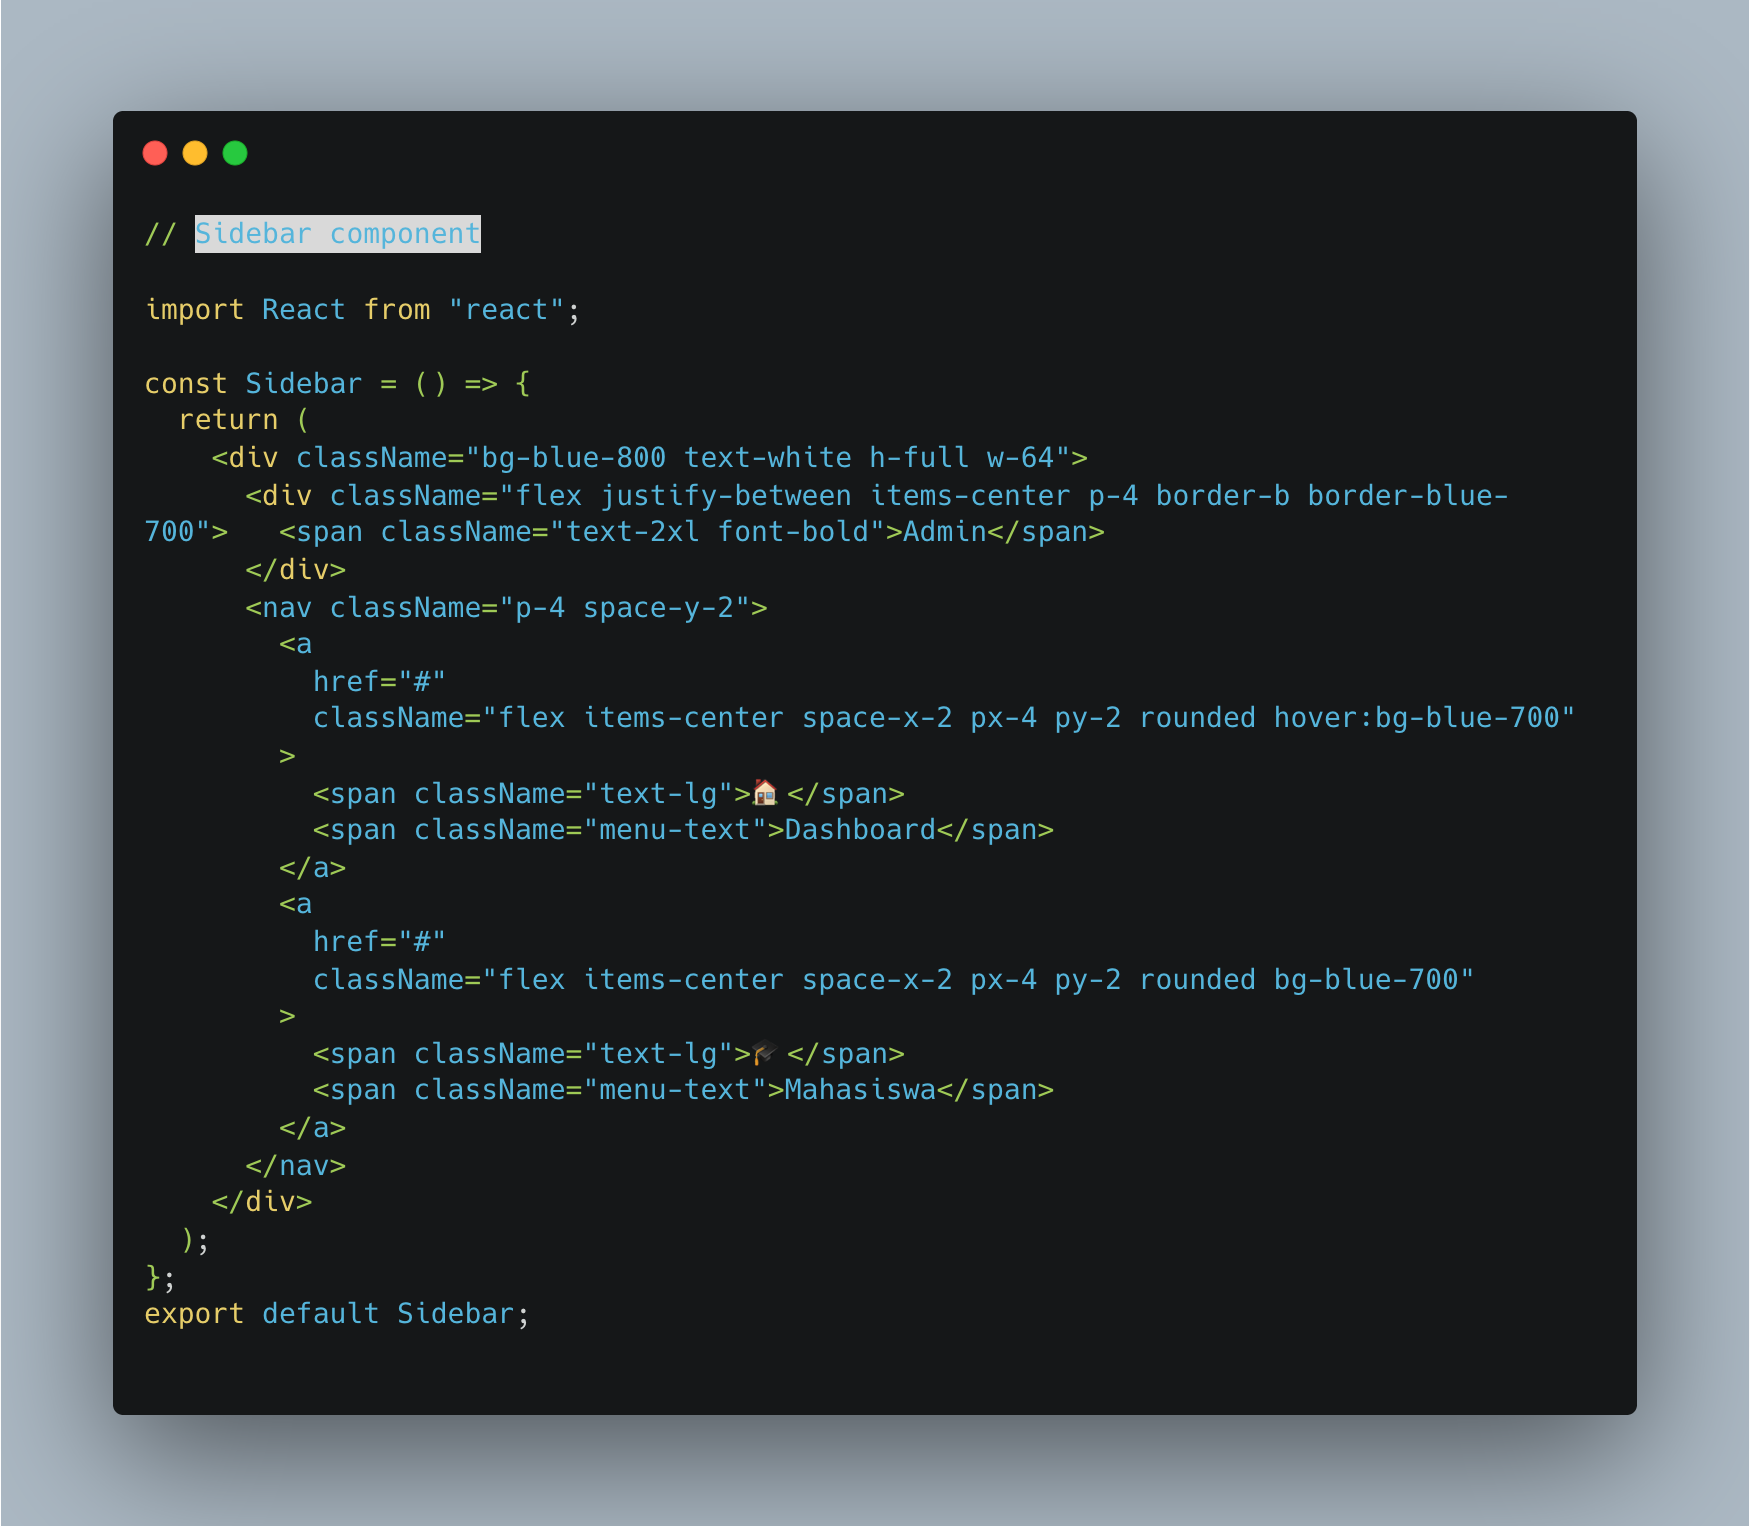 // Sidebar component
import React from "react";
const Sidebar = () => {
  return (
    <div className="bg-blue-800 text-white h-full w-64">
      <div className="flex justify-between items-center p-4 border-b border-blue-
700">   <span className="text-2xl font-bold">Admin</span>
      </div>
      <nav className="p-4 space-y-2">
        <a
          href="#"
          className="flex items-center space-x-2 px-4 py-2 rounded hover:bg-blue-700"
        >
          <span className="text-lg">🏠</span>
          <span className="menu-text">Dashboard</span>
        </a>
        <a
          href="#"
          className="flex items-center space-x-2 px-4 py-2 rounded bg-blue-700"
        >
          <span className="text-lg">🎓</span>
          <span className="menu-text">Mahasiswa</span>
        </a>
      </nav>
    </div>
  );
};
export default Sidebar;